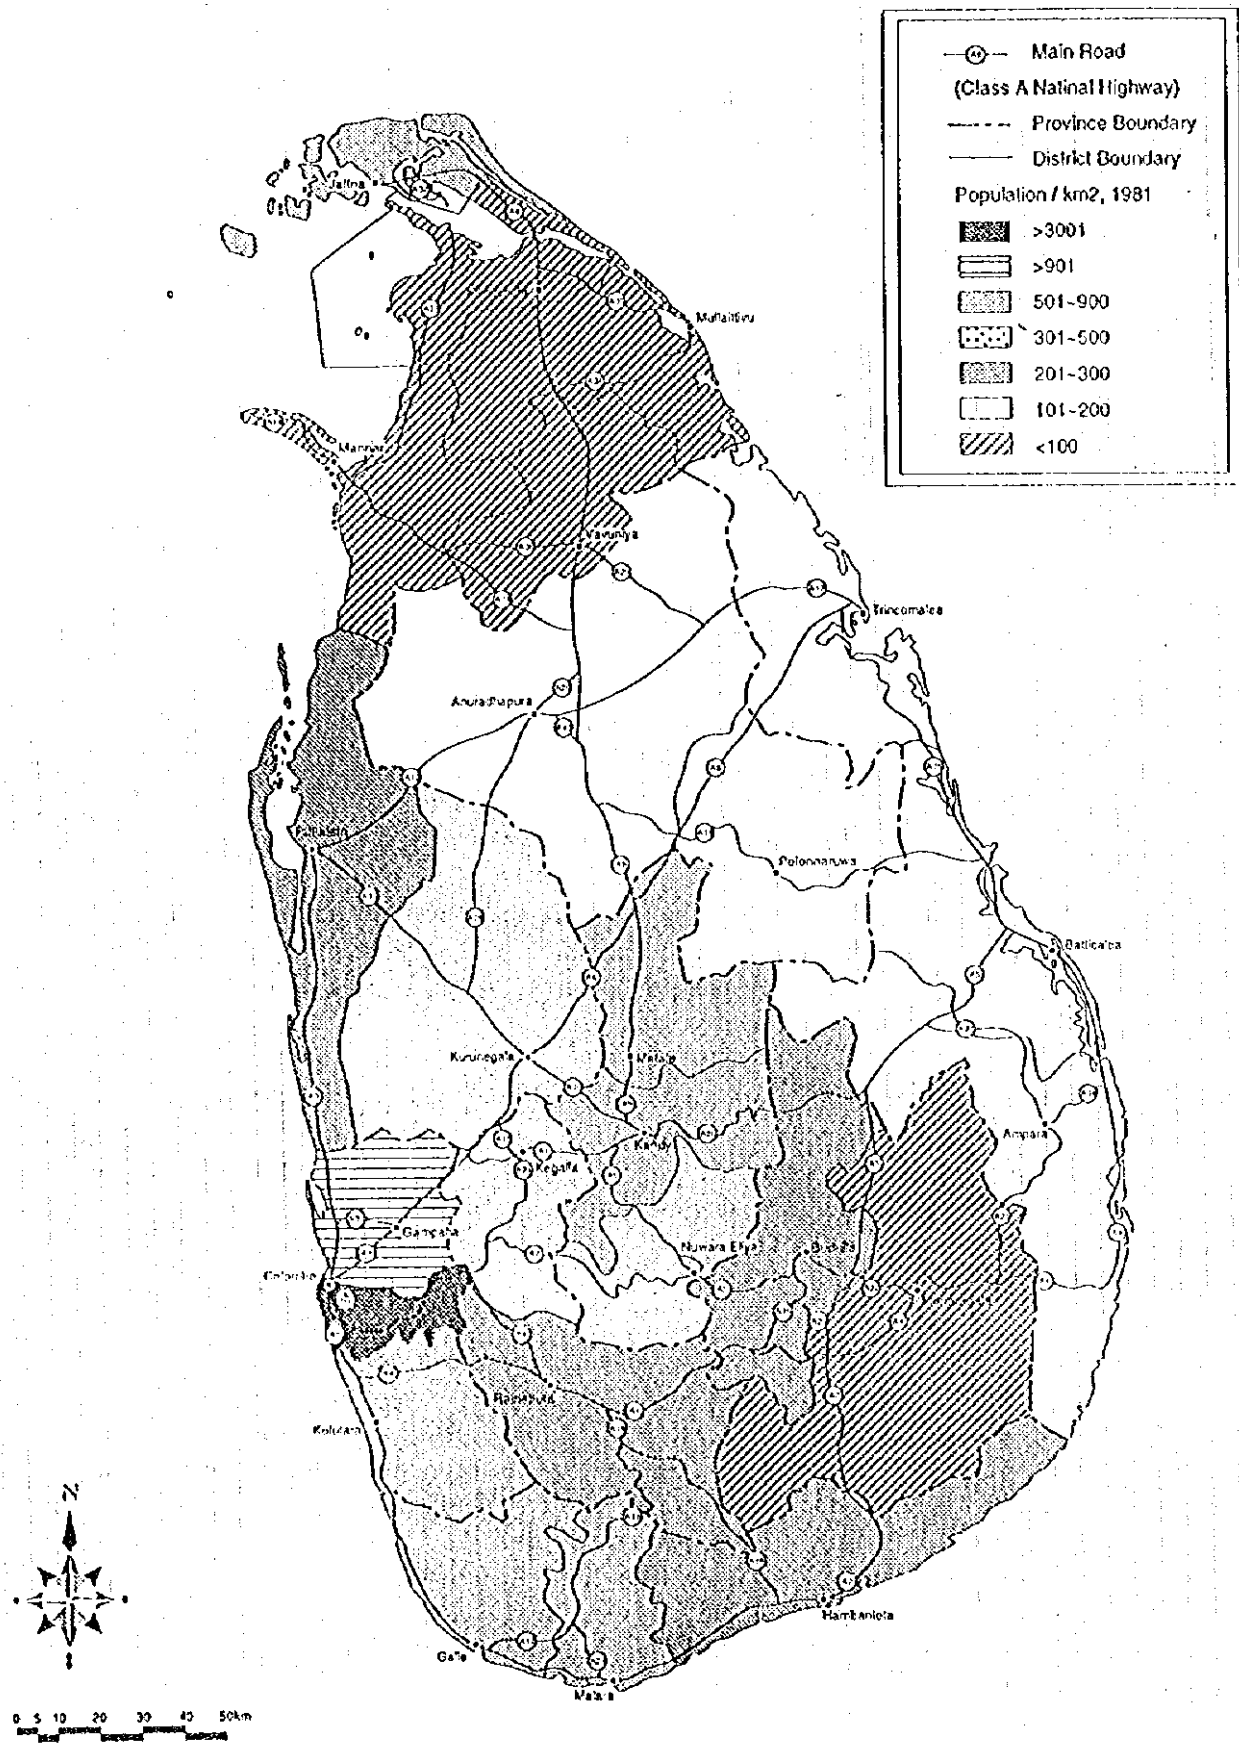 Main Road
(Class A Natinal Highway)
Province Boundary
District Boundary
Population / km2, 1981
>3001
>901
501~900
301~500
201~300
101~200
<100
Jaffna
Mullaittivu
Mannar
Vavuniya
Trincomalee
Anuradhapura
Puttalam
Polonnaruwa
Batticaloa
Kurunegala
Matale
Kandy
Kegalla
Ampara
Gampaha
Nuwara Eliya
Badulla
Colombo
Ratnapura
Kalutara
Hambantota
Galle
Matara
N
0 5 10 20 30 40 50km